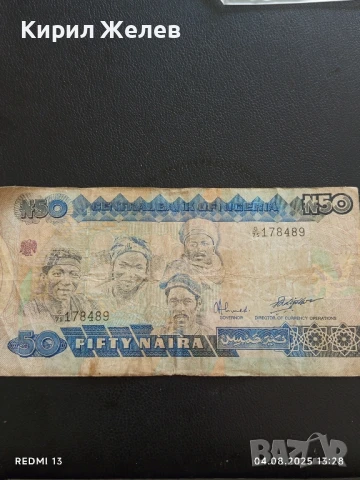 Кирил Желев
N50 CENTRAL BANK OF NIGERIA N50
178489
178489
GOVERNOR DIRECTOR OF CURRENCY OPERATIONS
50 FIFTY NAIRA
REDMI 13 04.08.2025 13:28
BAZAR